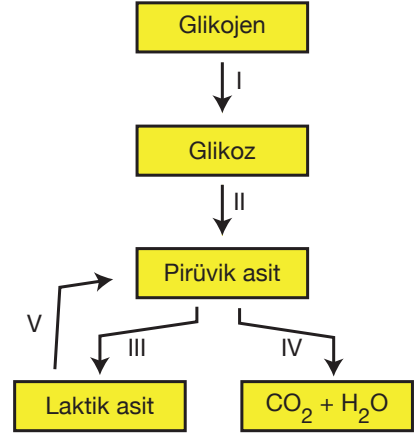 Glikojen
I
Glikoz
II
Pirüvik asit
V
III
IV
Laktik asit
CO₂ + H₂O